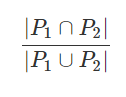 |P₁ ∩ P₂|
|P₁ ∪ P₂|